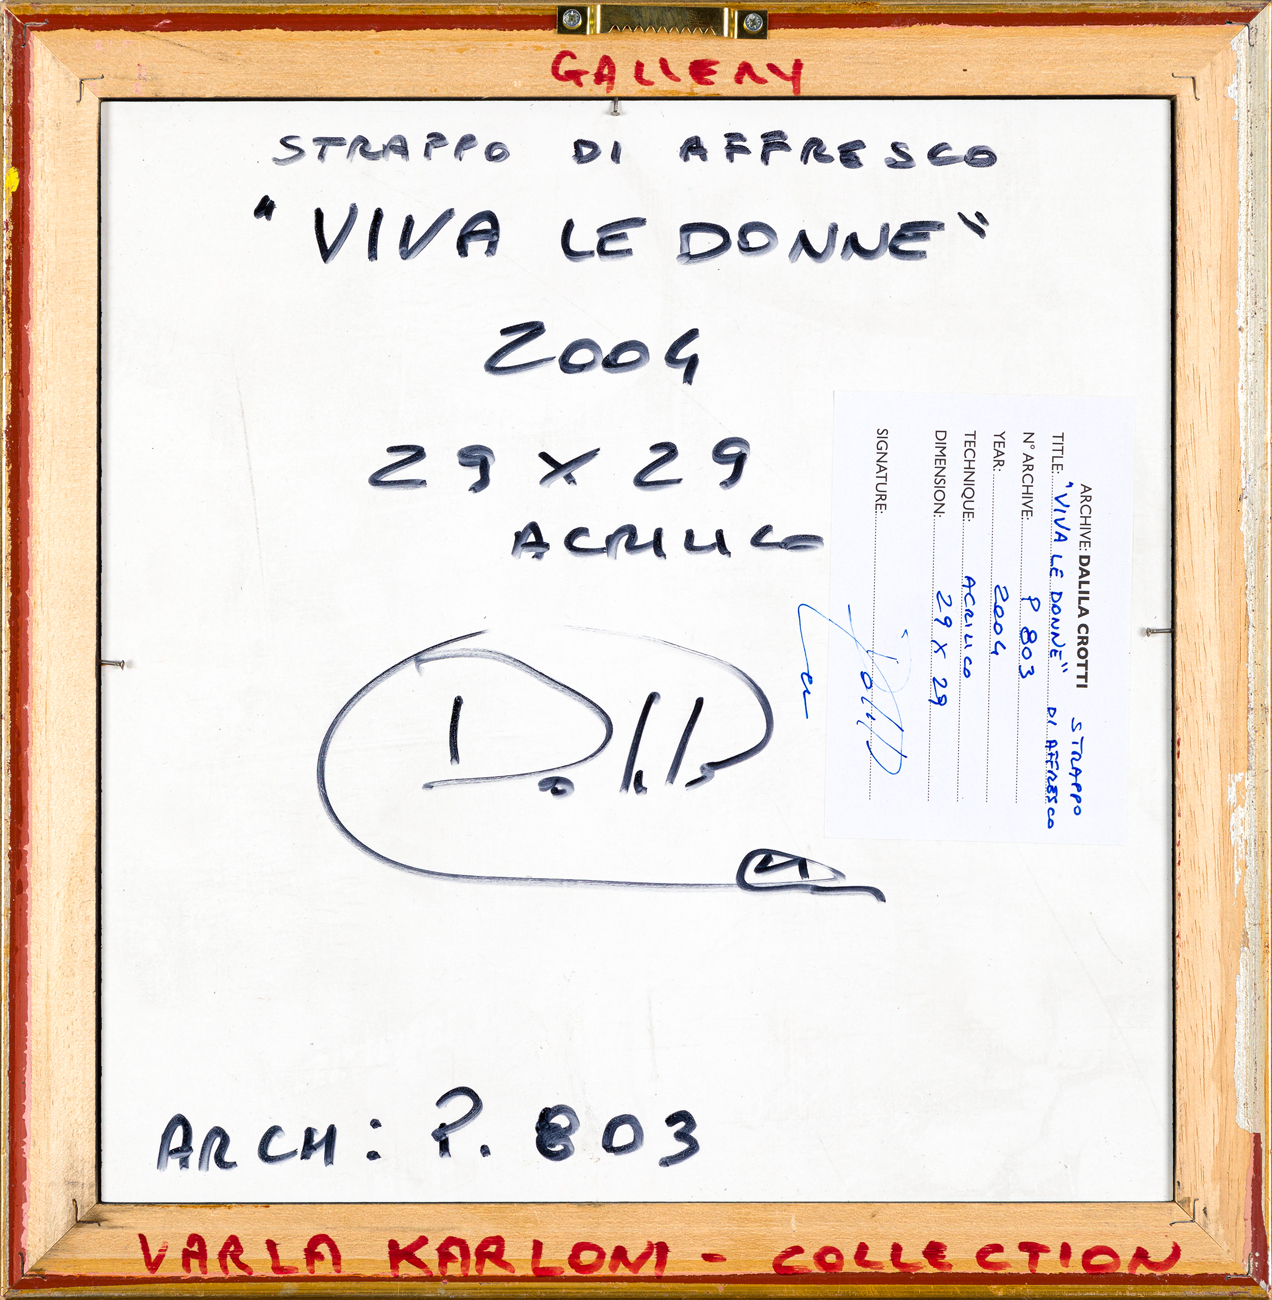 GALLERY
STRAPPO DI AFFRESCO
"VIVA LE DONNE"
2004
29 X 29
ACRILICO
ARCHIVE: DALILA CROTTI
STRAPPO
TITLE: "VIVA LE DONNE" DI AFFRESCO
N° ARCHIVE: P 803
YEAR: 2004
TECHNIQUE: ACRILICO
DIMENSION: 29 X 29
SIGNATURE:
ARCH: P. 803
VARLA KARLONI - COLLECTION